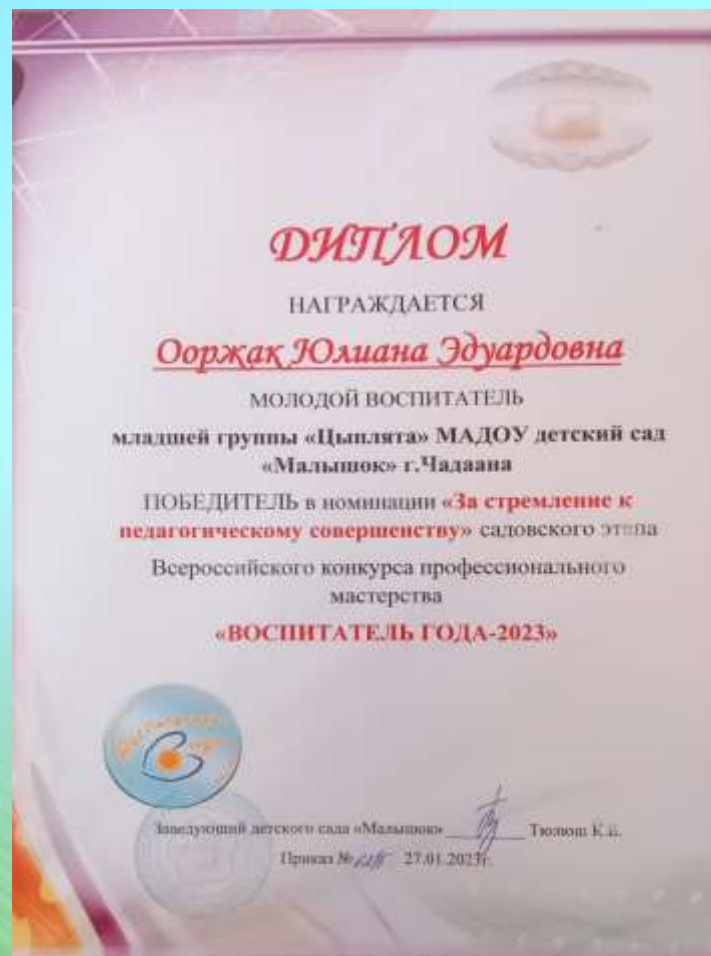 ДИПЛОМ
НАГРАЖДАЕТСЯ
Ооржак Юлиана Эдуардовна
МОЛОДОЙ ВОСПИТАТЕЛЬ
младшей группы «Цыплята» МАДОУ детский сад
«Малышок» г.Чадаана
ПОБЕДИТЕЛЬ в номинации «За стремление к
педагогическому совершенству» садовского этапа
Всероссийского конкурса профессионального
мастерства
«ВОСПИТАТЕЛЬ ГОДА-2023»
Заведующий детского сада «Малышок» Тюлюш
Приказ № 27.01.2023г.